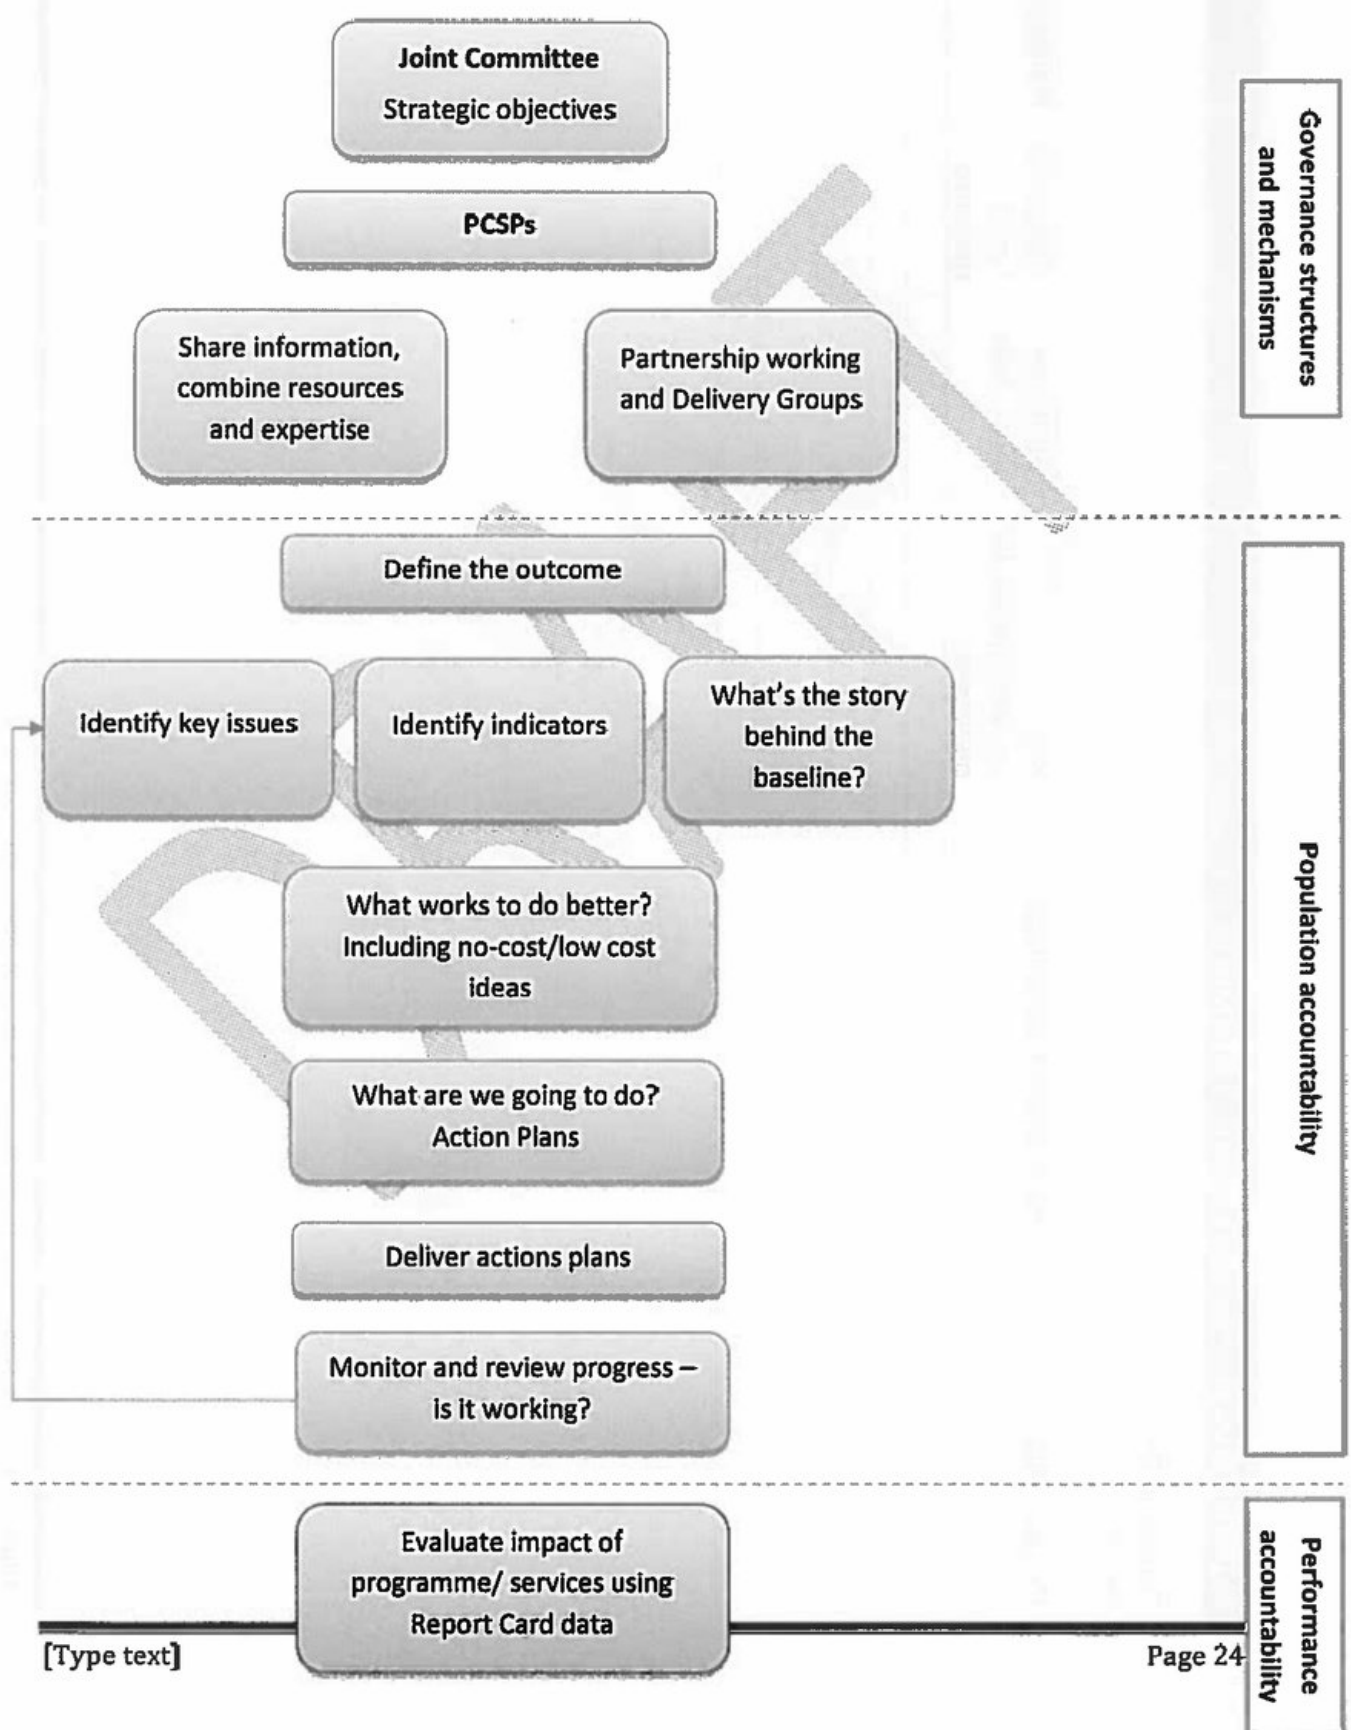 Joint Committee
Strategic objectives
Governance structures
and mechanisms
PCSPs
Share information,
combine resources
and expertise
Partnership working
and Delivery Groups
Define the outcome
Identify key issues
Identify indicators
What's the story
behind the
baseline?
Population accountability
What works to do better?
Including no-cost/low cost
ideas
What are we going to do?
Action Plans
Deliver actions plans
Monitor and review progress –
is it working?
Evaluate impact of
programme/ services using
Report Card data
Performance
accountability
[Type text]
Page 24
DRAFT